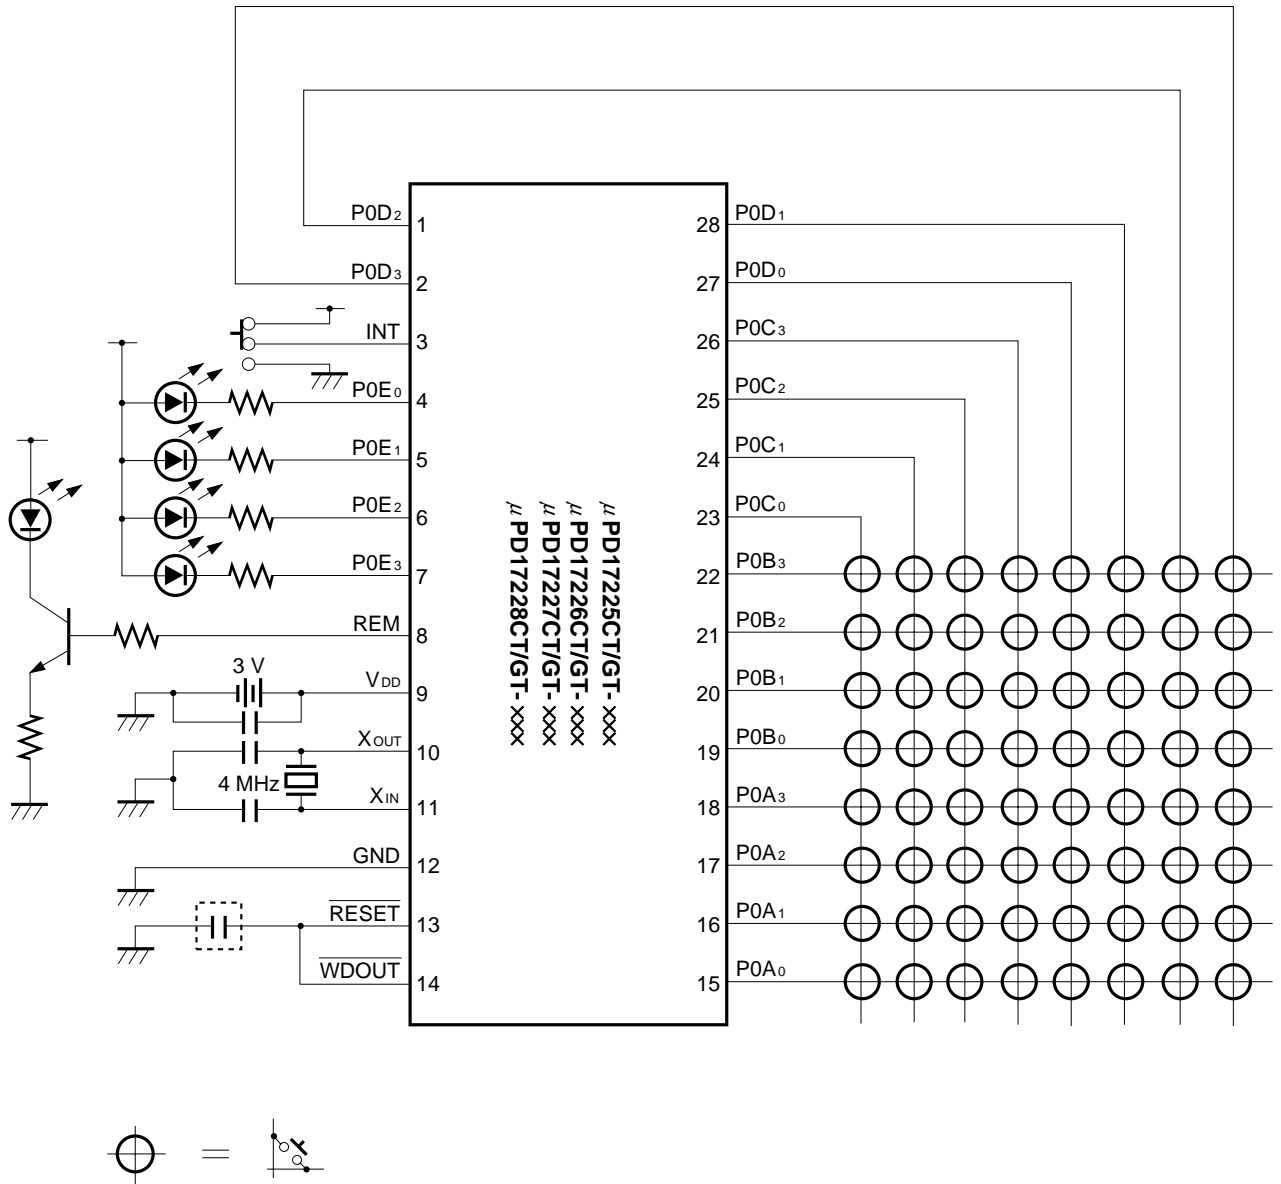 P0D2 1 28 P0D1
P0D3 2 27 P0D0
INT 3 26 P0C3
P0E0 4 25 P0C2
P0E1 5 24 P0C1
P0E2 6 23 P0C0
P0E3 7 22 P0B3
REM 8 21 P0B2
3 V
VDD 9 20 P0B1
XOUT 10 19 P0B0
4 MHz
XIN 11 18 P0A3
GND 12 17 P0A2
RESET 13 16 P0A1
WDOUT 14 15 P0A0
μPD17225CT/GT-×××
μPD17226CT/GT-×××
μPD17227CT/GT-×××
μPD17228CT/GT-×××
=